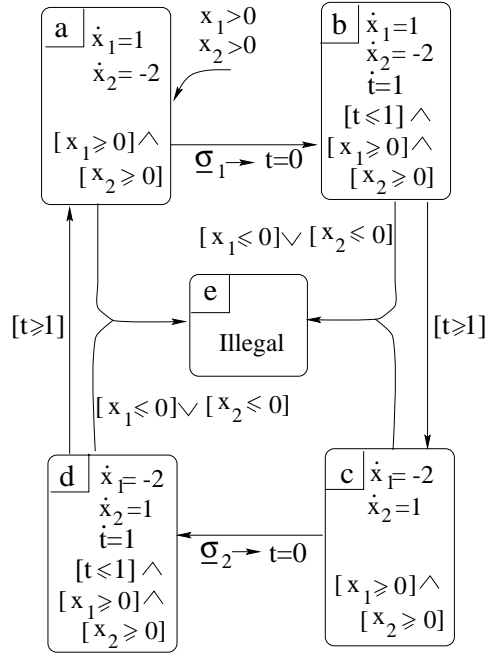 a
ẋ₁=1
ẋ₂= -2
[x₁⩾0]∧
[x₂⩾0]
x₁>0
x₂>0
σ̲₁→ t=0
b
ẋ₁=1
ẋ₂= -2
ṫ=1
[t⩽1]∧
[x₁⩾0]∧
[x₂⩾0]
[x₁⩽0]∨[x₂⩽0]
e
Illegal
[t⩾1]
[t⩾1]
[x₁⩽0]∨[x₂⩽0]
d
ẋ₁= -2
ẋ₂=1
ṫ=1
[t⩽1]∧
[x₁⩾0]∧
[x₂⩾0]
σ̲₂→ t=0
c
ẋ₁= -2
ẋ₂=1
[x₁⩾0]∧
[x₂⩾0]